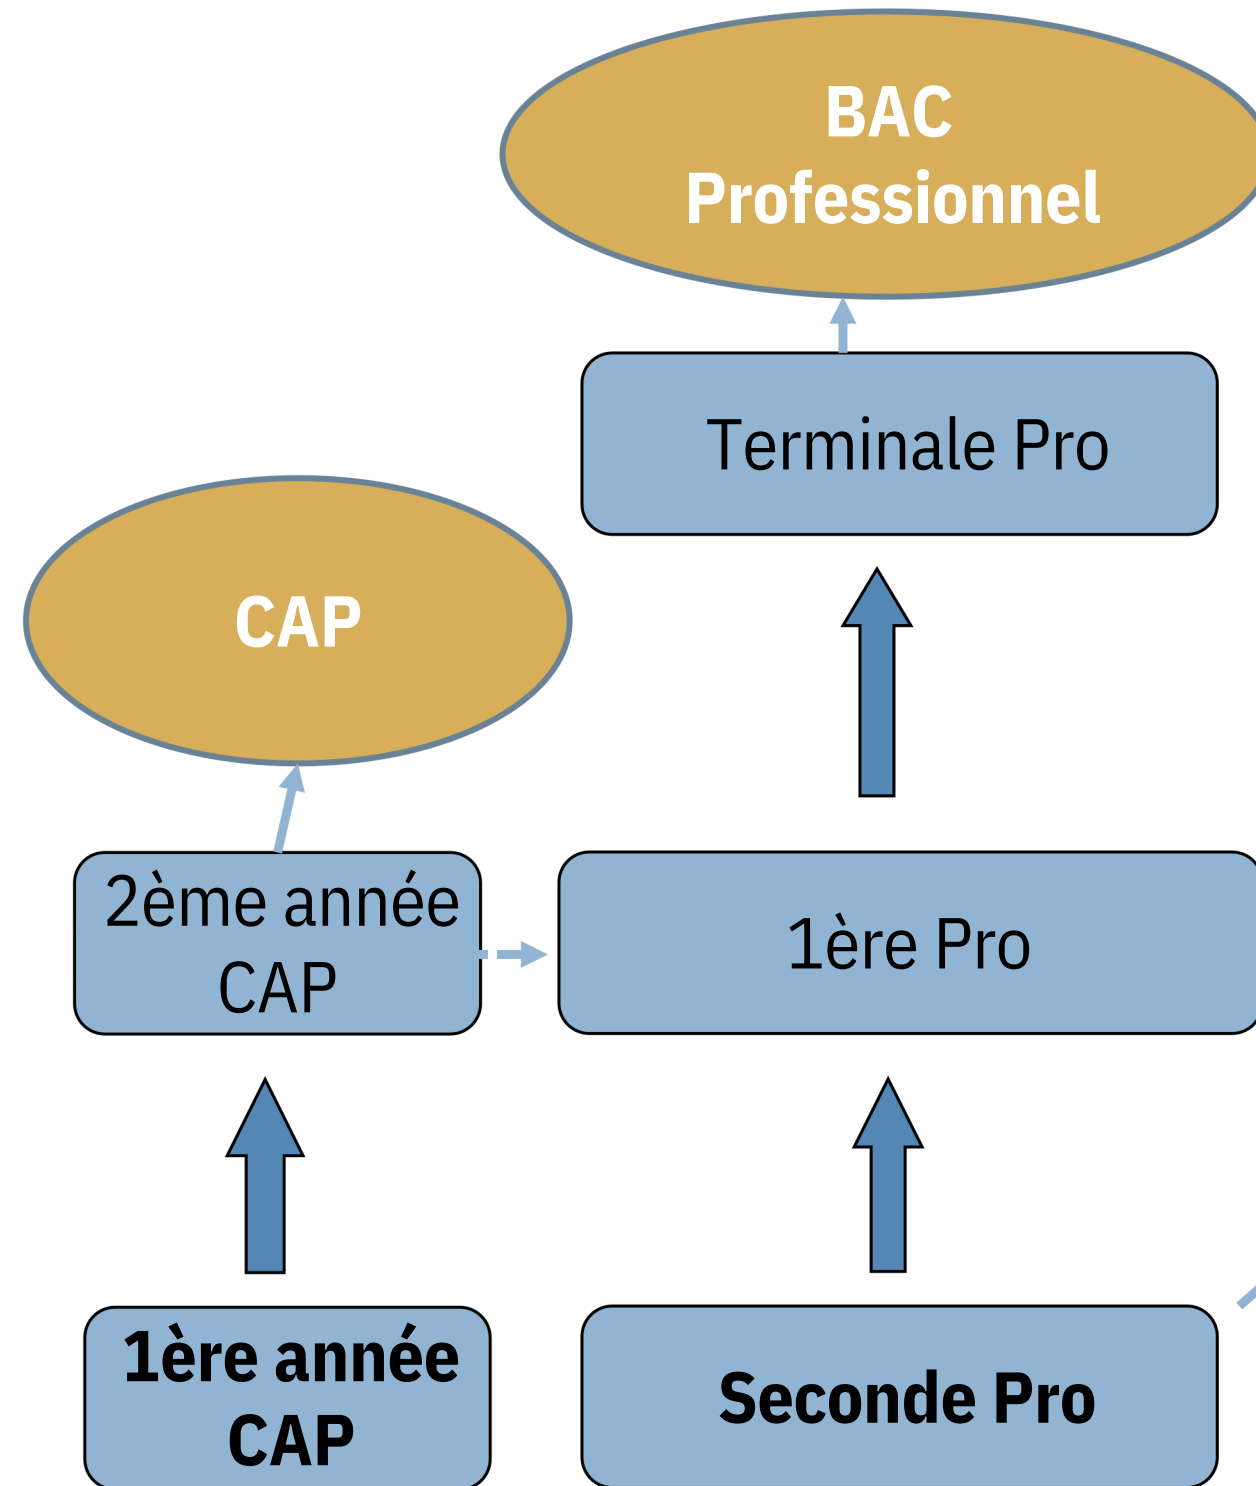 BAC
Professionnel
Terminale Pro
CAP
2ème année
CAP
1ère Pro
1ère année
CAP
Seconde Pro